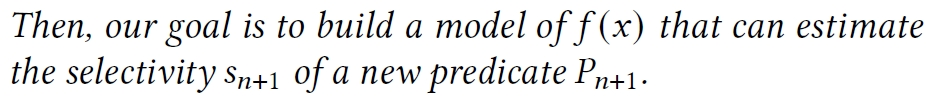 Then, our goal is to build a model of f(x) that can estimate
the selectivity sₙ₊₁ of a new predicate Pₙ₊₁.